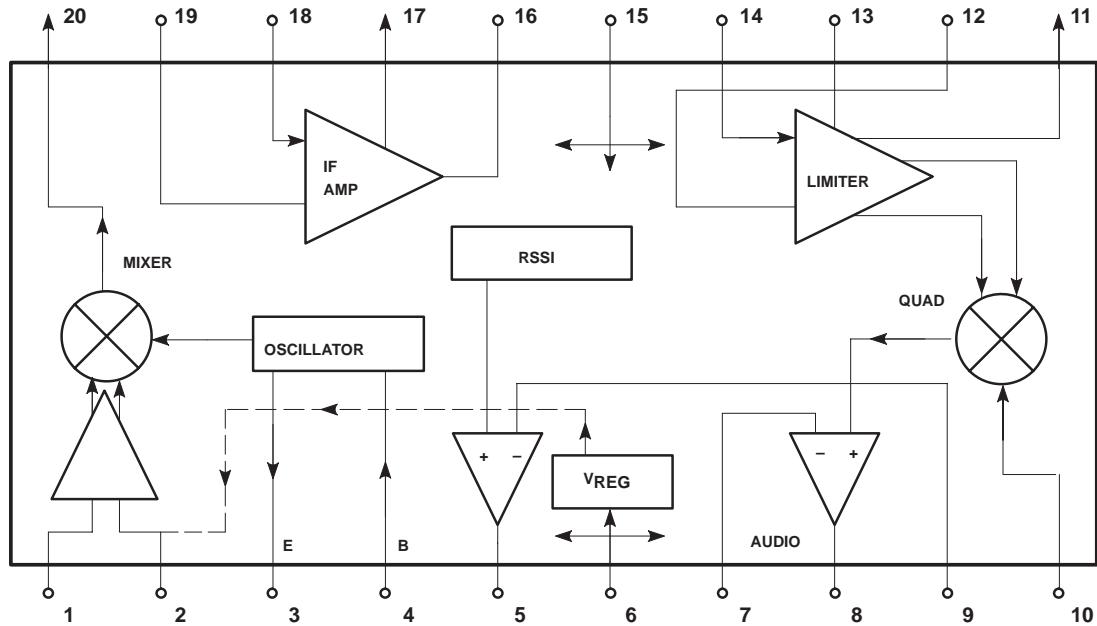 20 19 18 17 16 15 14 13 12 11
IF
AMP
LIMITER
RSSI
MIXER
QUAD
OSCILLATOR
+ − − +
VREG
E B AUDIO
1 2 3 4 5 6 7 8 9 10